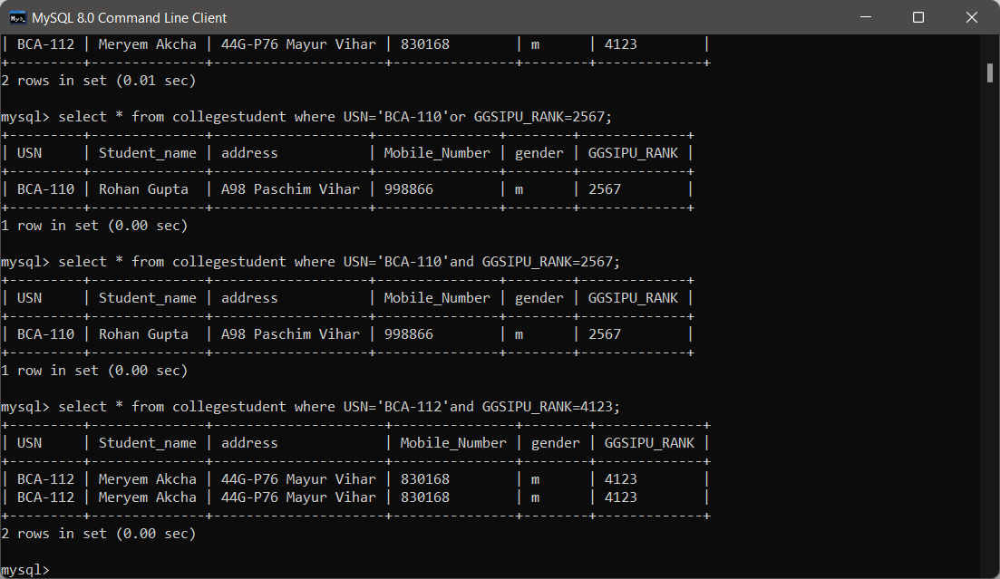 MySQL 8.0 Command Line Client
| BCA-112 | Meryem Akcha | 44G-P76 Mayur Vihar | 830168        | m      | 4123        |
+---------+--------------+---------------------+---------------+--------+-------------+
2 rows in set (0.01 sec)
mysql> select * from collegestudent where USN='BCA-110'or GGSIPU_RANK=2567;
+---------+--------------+-------------------+---------------+--------+-------------+
| USN     | Student_name | address           | Mobile_Number | gender | GGSIPU_RANK |
+---------+--------------+-------------------+---------------+--------+-------------+
| BCA-110 | Rohan Gupta  | A98 Paschim Vihar | 998866        | m      | 2567        |
+---------+--------------+-------------------+---------------+--------+-------------+
1 row in set (0.00 sec)
mysql> select * from collegestudent where USN='BCA-110'and GGSIPU_RANK=2567;
+---------+--------------+-------------------+---------------+--------+-------------+
| USN     | Student_name | address           | Mobile_Number | gender | GGSIPU_RANK |
+---------+--------------+-------------------+---------------+--------+-------------+
| BCA-110 | Rohan Gupta  | A98 Paschim Vihar | 998866        | m      | 2567        |
+---------+--------------+-------------------+---------------+--------+-------------+
1 row in set (0.00 sec)
mysql> select * from collegestudent where USN='BCA-112'and GGSIPU_RANK=4123;
+---------+--------------+---------------------+---------------+--------+-------------+
| USN     | Student_name | address             | Mobile_Number | gender | GGSIPU_RANK |
+---------+--------------+---------------------+---------------+--------+-------------+
| BCA-112 | Meryem Akcha | 44G-P76 Mayur Vihar | 830168        | m      | 4123        |
| BCA-112 | Meryem Akcha | 44G-P76 Mayur Vihar | 830168        | m      | 4123        |
+---------+--------------+---------------------+---------------+--------+-------------+
2 rows in set (0.00 sec)
mysql>